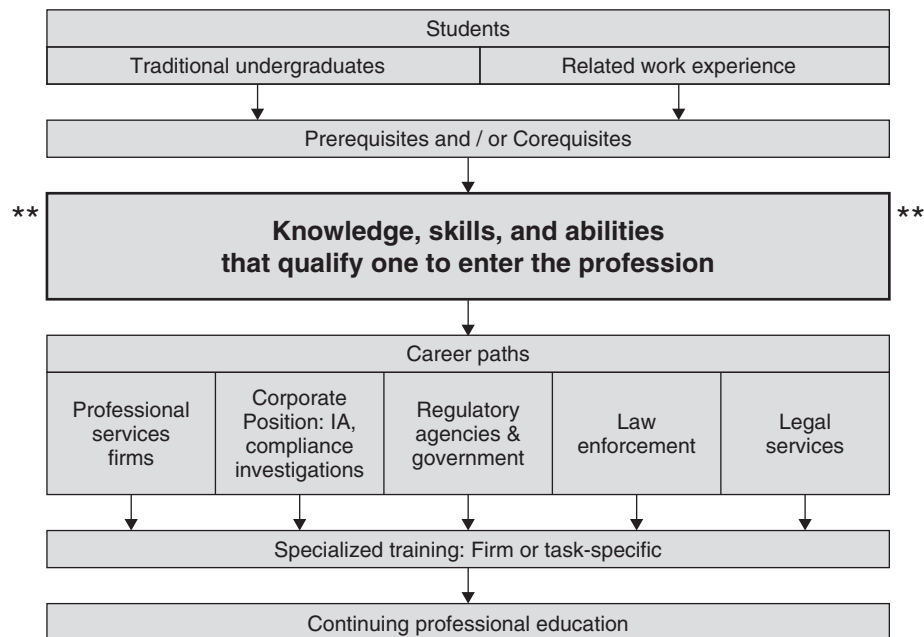 Students
Traditional undergraduates
Related work experience
Prerequisites and / or Corequisites
**
**
Knowledge, skills, and abilities
that qualify one to enter the profession
Career paths
Professional
services
firms
Corporate
Position: IA,
compliance
investigations
Regulatory
agencies &
government
Law
enforcement
Legal
services
Specialized training: Firm or task-specific
Continuing professional education